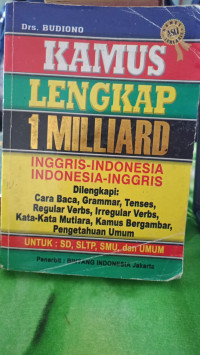 Drs. BUDIONO
KAMUS
LENGKAP
1 MILLIARD
INGGRIS-INDONESIA
INDONESIA-INGGRIS
Dilengkapi:
Cara Baca, Grammar, Tenses,
Regular Verbs, Irregular Verbs,
Kata-Kata Mutiara, Kamus Bergambar,
Pengetahuan Umum
UNTUK : SD, SLTP, SMU, dan UMUM
Penerbit : BINTANG INDONESIA Jakarta